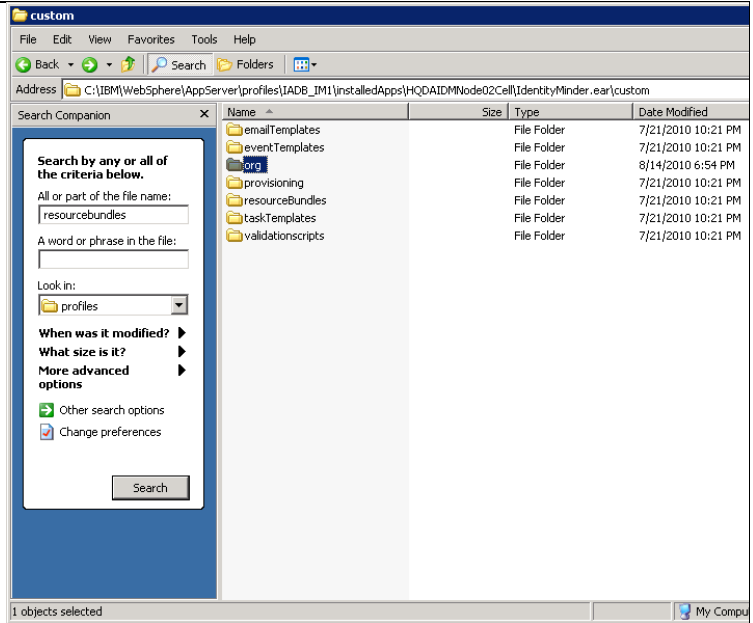 custom
File Edit View Favorites Tools Help
Back Search Folders
Address C:\IBM\WebSphere\AppServer\profiles\IADB_IM1\installedApps\HQDAIDMNode02Cell\IdentityMinder.ear\custom
Search Companion x Name Size Type Date Modified
emailTemplates File Folder 7/21/2010 10:21 PM
eventTemplates File Folder 7/21/2010 10:21 PM
org File Folder 8/14/2010 6:54 PM
provisioning File Folder 7/21/2010 10:21 PM
resourceBundles File Folder 7/21/2010 10:21 PM
taskTemplates File Folder 7/21/2010 10:21 PM
validationscripts File Folder 7/21/2010 10:21 PM
Search by any or all of
the criteria below.
All or part of the file name:
resourcebundles
A word or phrase in the file:
Look in:
profiles
When was it modified?
What size is it?
More advanced
options
Other search options
Change preferences
Search
1 objects selected
My Compu